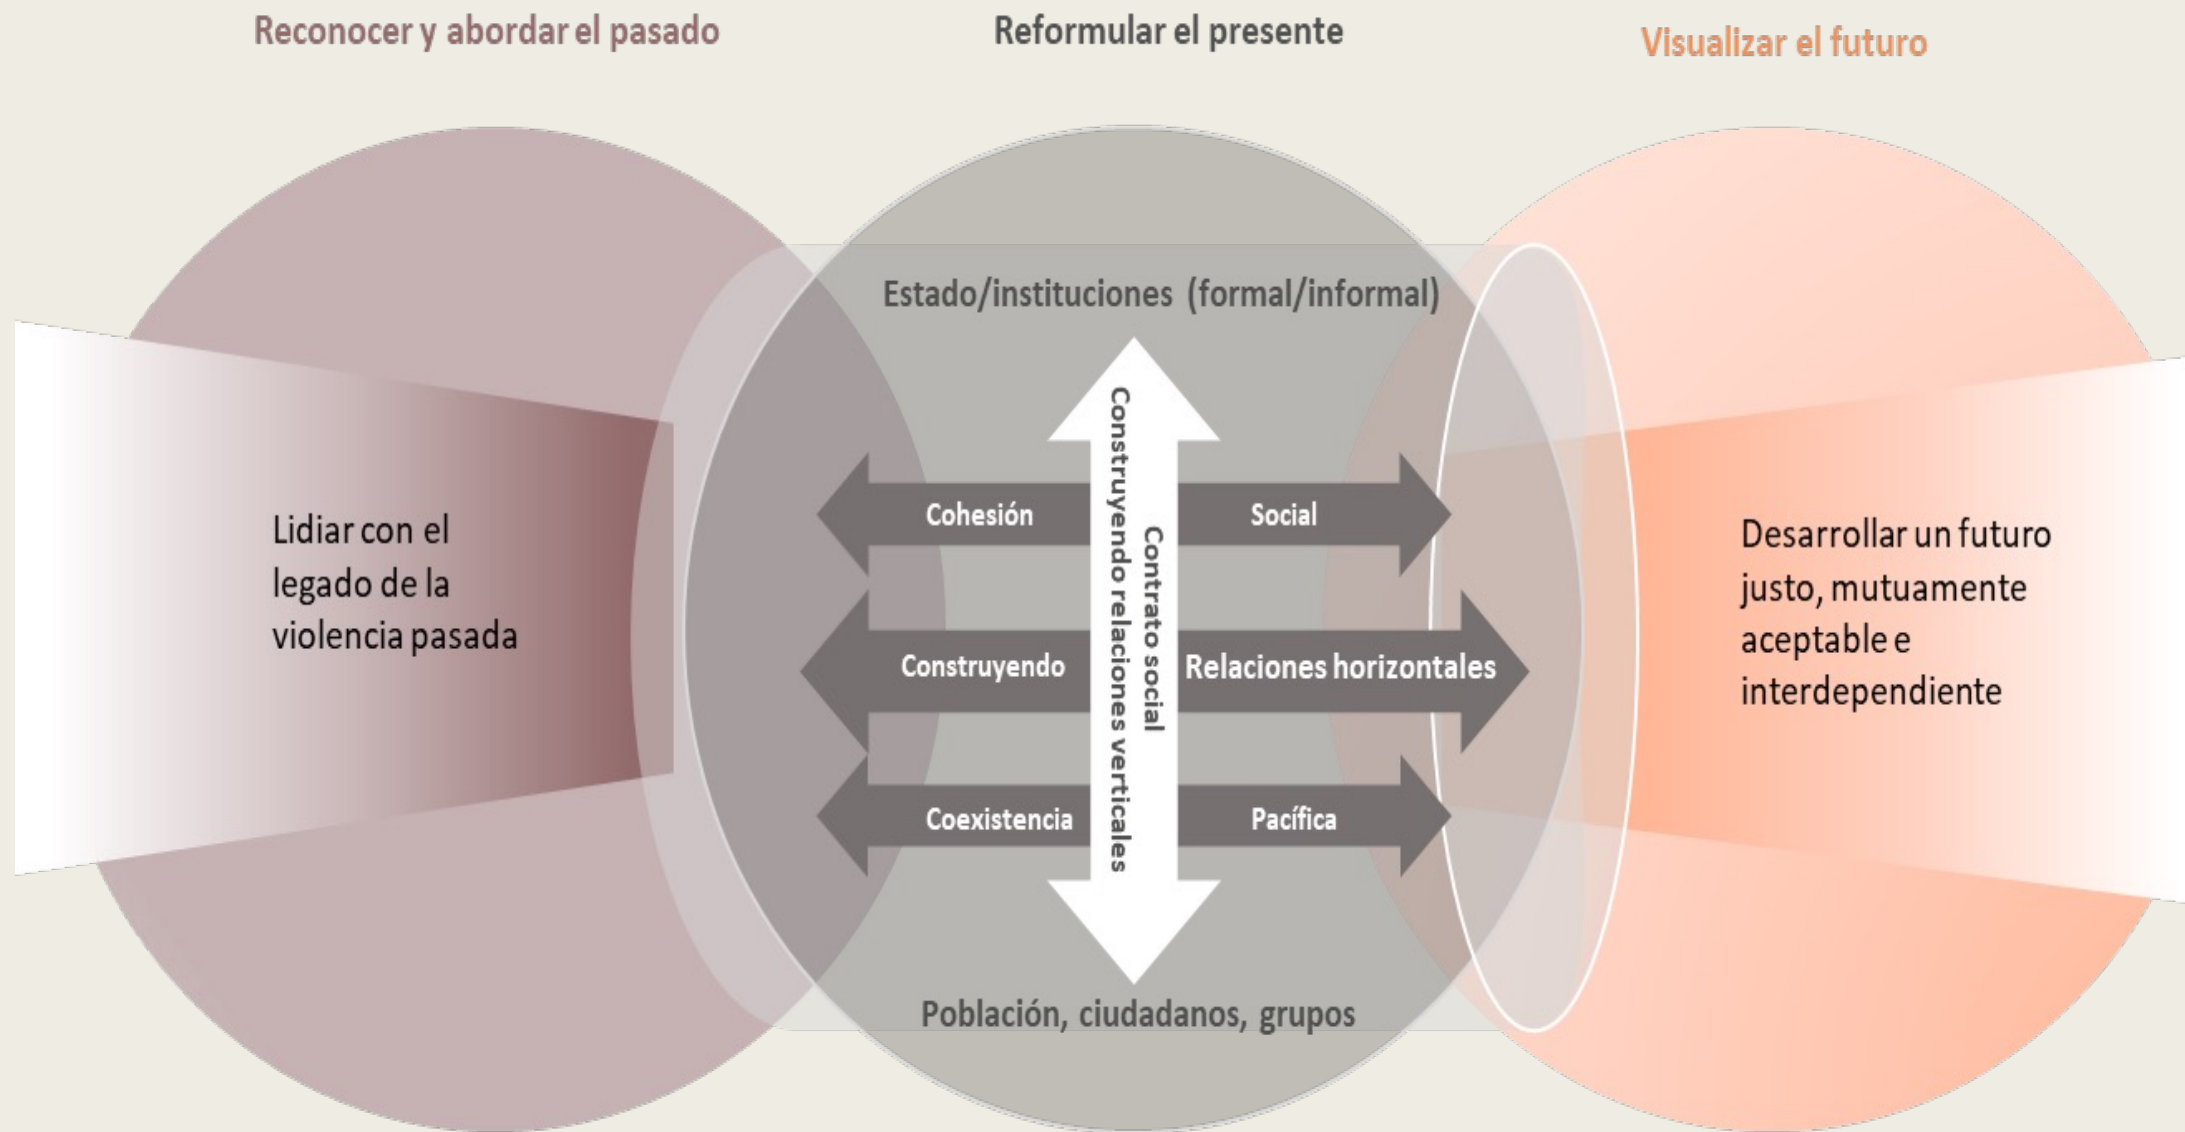 Reconocer y abordar el pasado
Reformular el presente
Visualizar el futuro
Lidiar con el
legado de la
violencia pasada
Estado/instituciones (formal/informal)
Contrato social
Construyendo relaciones verticales
Cohesión
Social
Construyendo
Relaciones horizontales
Coexistencia
Pacífica
Población, ciudadanos, grupos
Desarrollar un futuro
justo, mutuamente
aceptable e
interdependiente